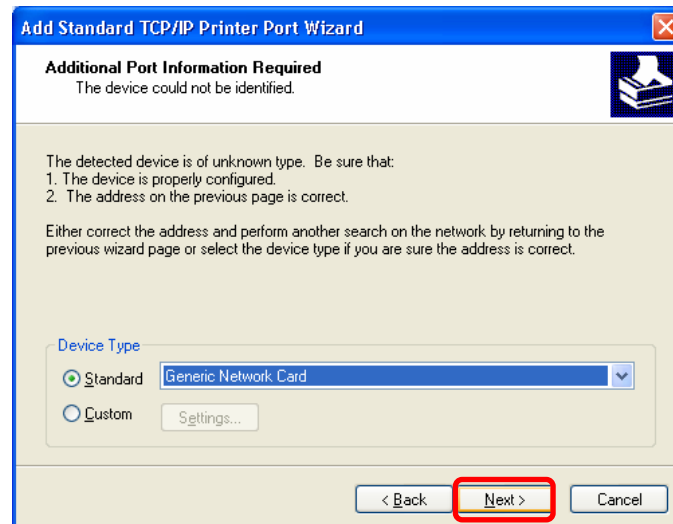 Add Standard TCP/IP Printer Port Wizard
Additional Port Information Required
The device could not be identified.
The detected device is of unknown type. Be sure that:
1. The device is properly configured.
2. The address on the previous page is correct.
Either correct the address and perform another search on the network by returning to the
previous wizard page or select the device type if you are sure the address is correct.
Device Type
Standard Generic Network Card
Custom Settings...
< Back Next > Cancel